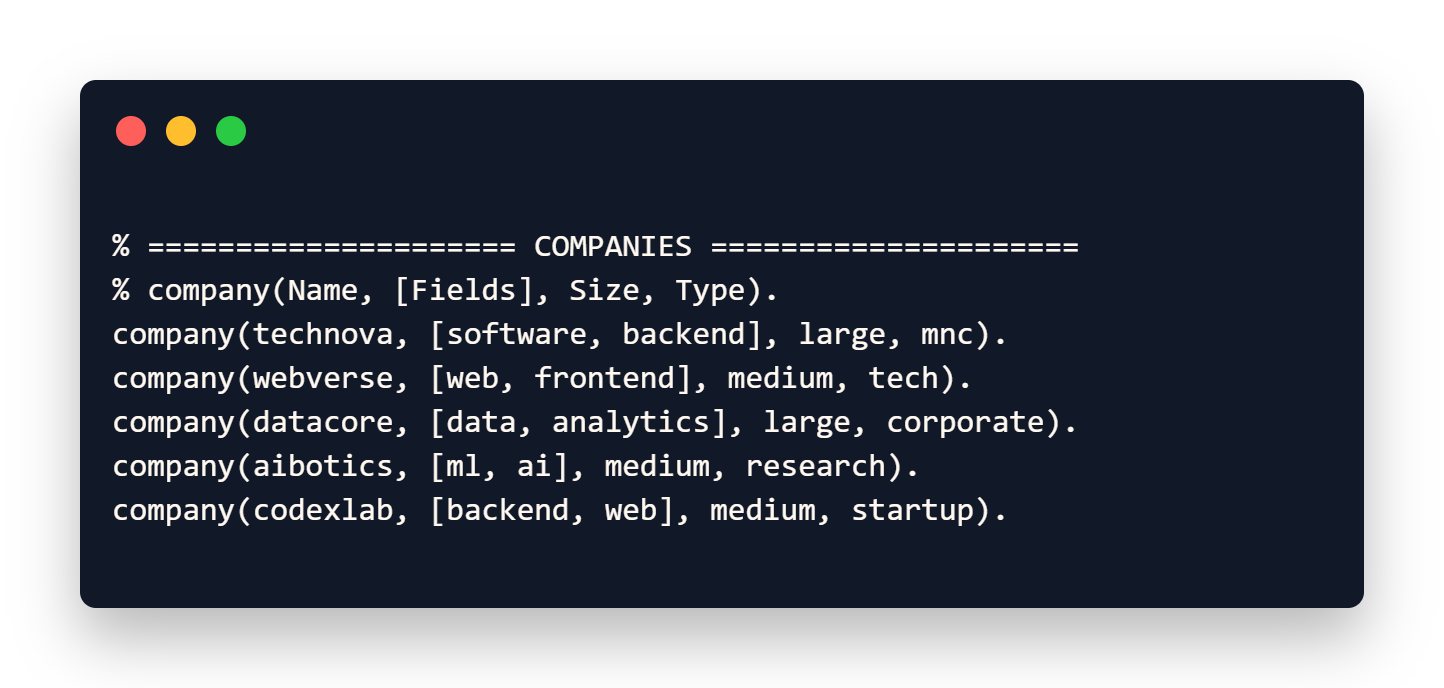 % ===================== COMPANIES =====================
% company(Name, [Fields], Size, Type).
company(technova, [software, backend], large, mnc).
company(webverse, [web, frontend], medium, tech).
company(datacore, [data, analytics], large, corporate).
company(aibotics, [ml, ai], medium, research).
company(codexlab, [backend, web], medium, startup).